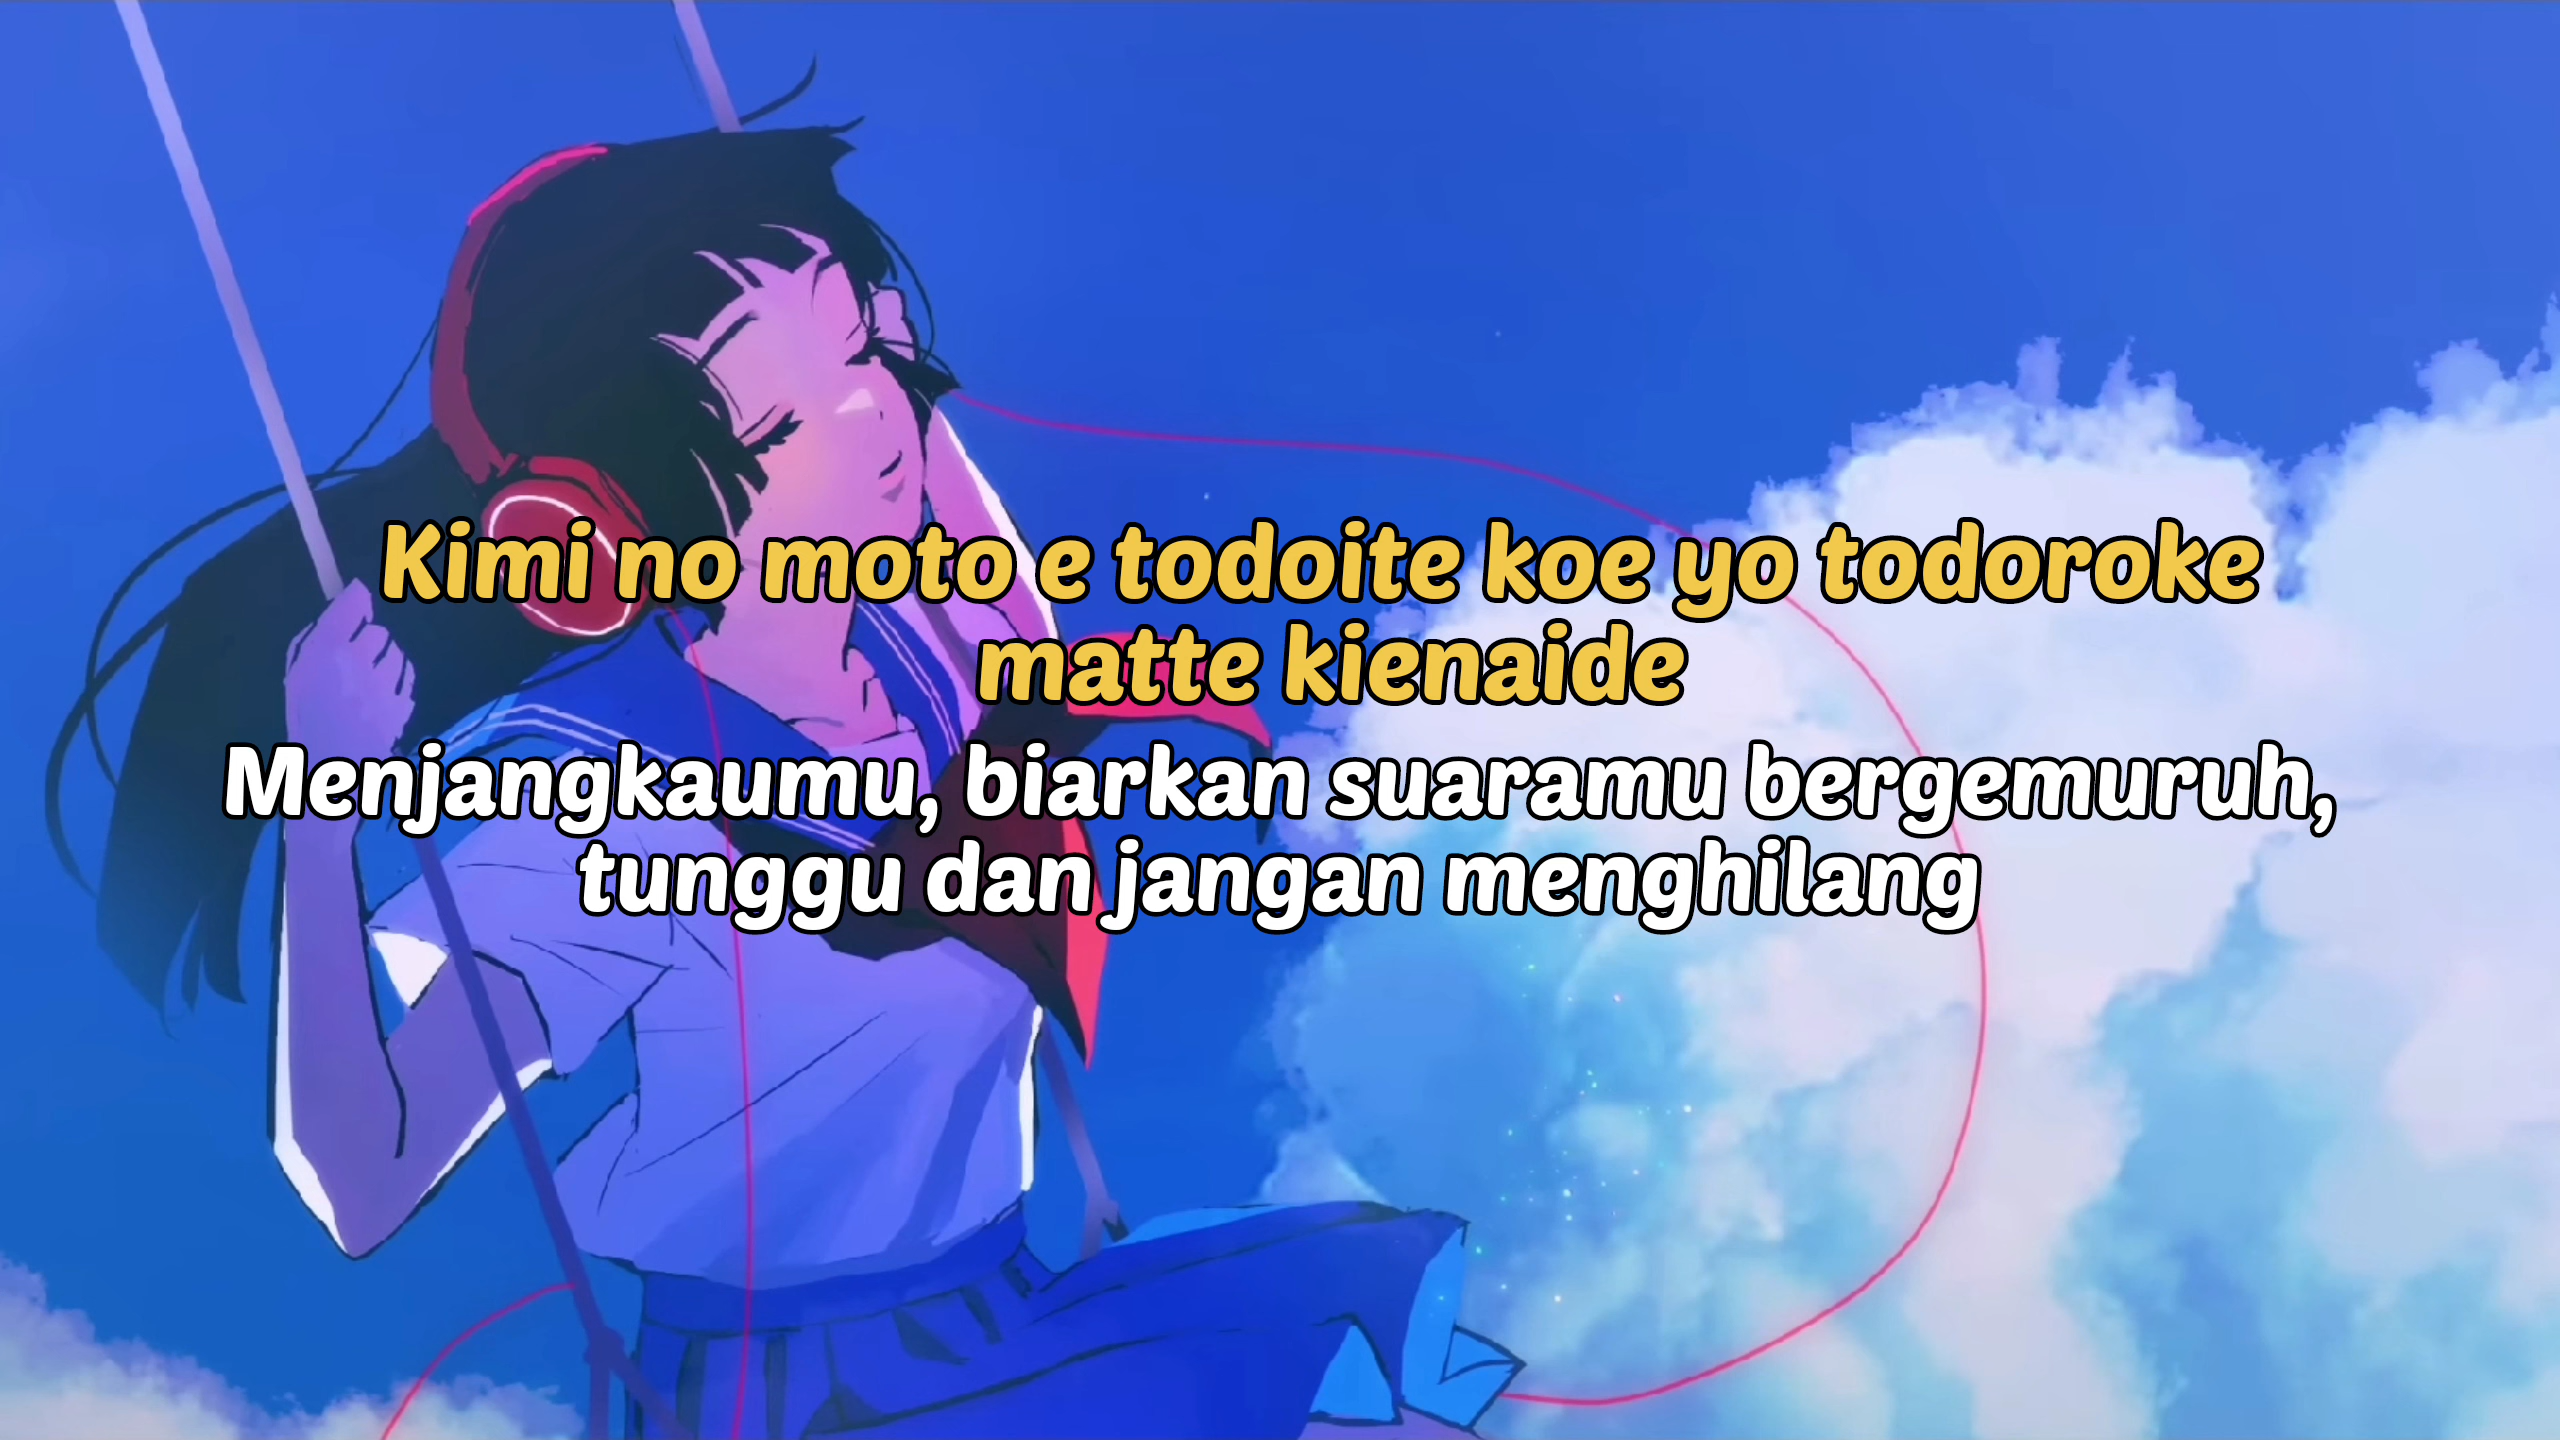 Kimi no moto e todoite koe yo todoroke
matte kienaide
Menjangkaumu, biarkan suaramu bergemuruh,
tunggu dan jangan menghilang